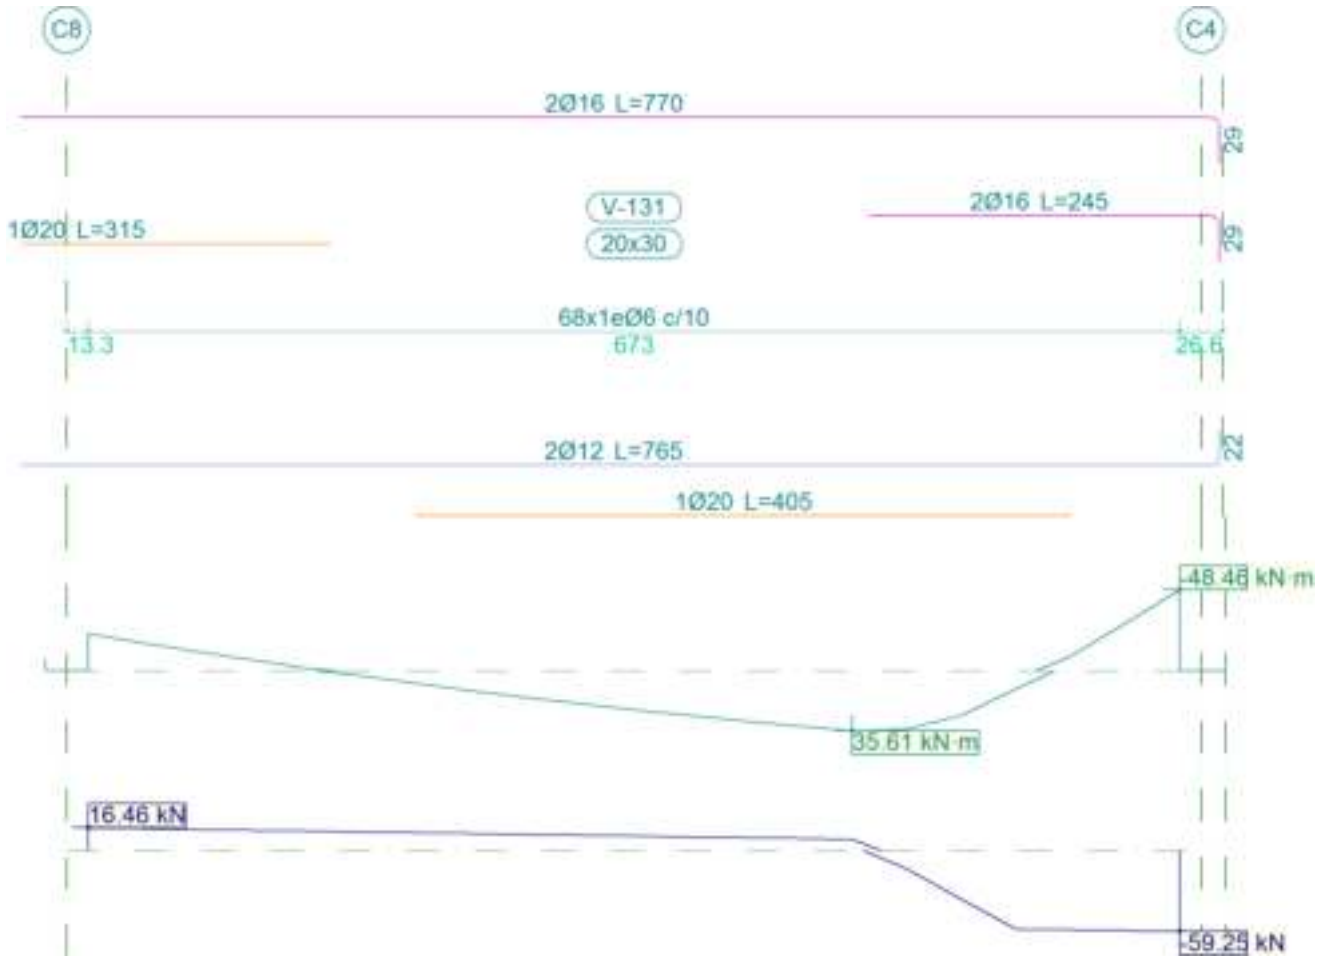 C8
C4
2Ø16 L=770
29
V-131
2Ø16 L=245
1Ø20 L=315
20x30
29
68x1eØ6 c/10
13.3
673
26.6
2Ø12 L=765
22
1Ø20 L=405
-48.46 kN·m
35.61 kN·m
16.46 kN
-59.25 kN